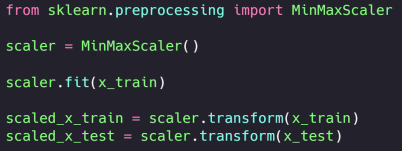 from sklearn.preprocessing import MinMaxScaler
scaler = MinMaxScaler()
scaler.fit(x_train)
scaled_x_train = scaler.transform(x_train)
scaled_x_test = scaler.transform(x_test)